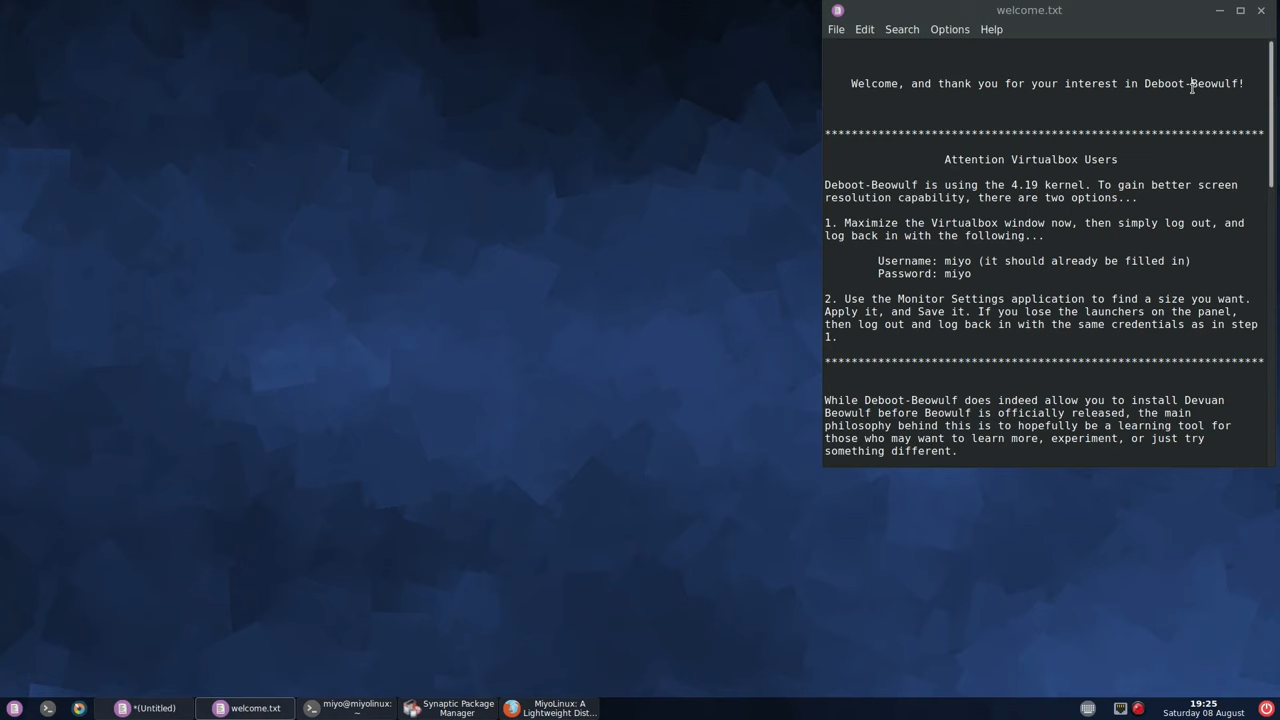 welcome.txt
File Edit Search Options Help
Welcome, and thank you for your interest in Deboot-Beowulf!
******************************************************************
Attention Virtualbox Users
Deboot-Beowulf is using the 4.19 kernel. To gain better screen
resolution capability, there are two options...
1. Maximize the Virtualbox window now, then simply log out, and
log back in with the following...
Username: miyo (it should already be filled in)
Password: miyo
2. Use the Monitor Settings application to find a size you want.
Apply it, and Save it. If you lose the launchers on the panel,
then log out and log back in with the same credentials as in step
1.
******************************************************************
While Deboot-Beowulf does indeed allow you to install Devuan
Beowulf before Beowulf is officially released, the main
philosophy behind this is to hopefully be a learning tool for
those who may want to learn more, experiment, or just try
something different.
*(Untitled)
welcome.txt
miyo@miyolinux:
~
Synaptic Package
Manager
MiyoLinux: A
Lightweight Dist...
19:25
Saturday 08 August